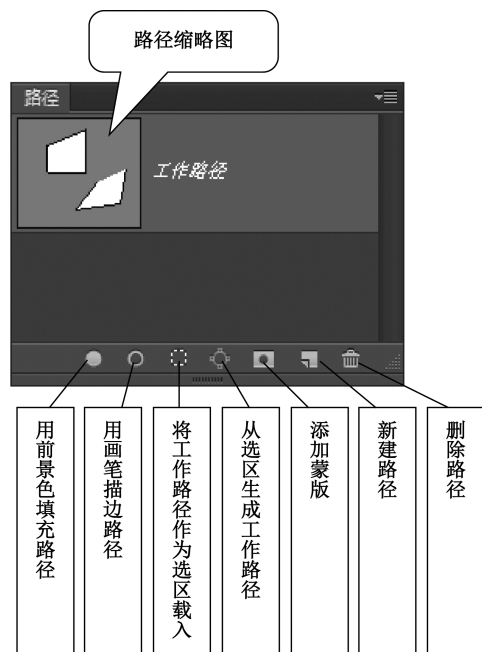 路径缩略图
路径
工作路径
用前景色填充路径
用画笔描边路径
将工作路径作为选区载入
从选区生成工作路径
添加蒙版
新建路径
删除路径